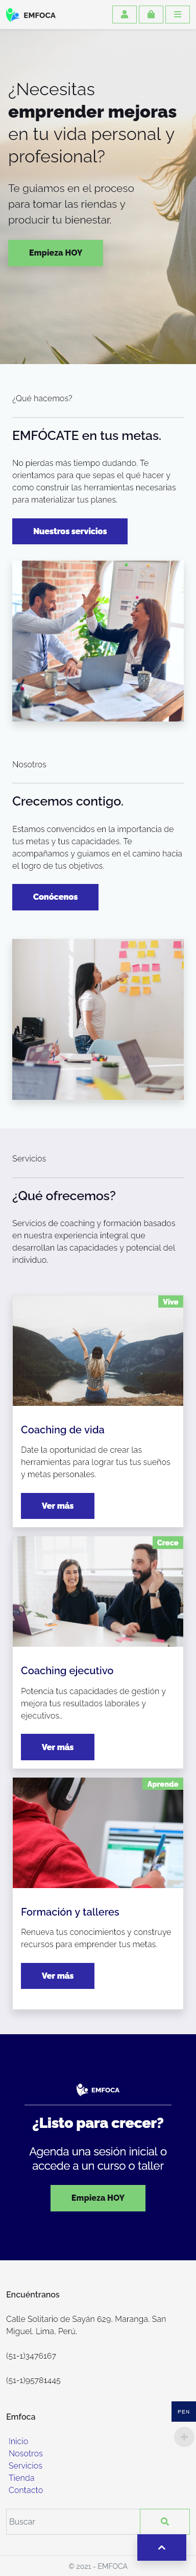 EMFOCA
¿Necesitas
emprender mejoras
en tu vida personal y
profesional?
Te guiamos en el proceso
para tomar las riendas y
producir tu bienestar.
Empieza HOY
¿Qué hacemos?
EMFÓCATE en tus metas.
No pierdas más tiempo dudando. Te
orientamos para que sepas el qué hacer y
cómo construir las herramientas necesarias
para materializar tus planes.
Nuestros servicios
Nosotros
Crecemos contigo.
Estamos convencidos en la importancia de
tus metas y tus capacidades. Te
acompañamos y guiamos en el camino hacia
el logro de tus objetivos.
Conócenos
Servicios
¿Qué ofrecemos?
Servicios de coaching y formación basados
en nuestra experiencia integral que
desarrollan las capacidades y potencial del
individuo.
Vive
Coaching de vida
Date la oportunidad de crear las
herramientas para lograr tus tus sueños
y metas personales.
Ver más
Crece
Coaching ejecutivo
Potencia tus capacidades de gestión y
mejora tus resultados laborales y
ejecutivos..
Ver más
Aprende
Formación y talleres
Renueva tus conocimientos y construye
recursos para emprender tus metas.
Ver más
EMFOCA
¿Listo para crecer?
Agenda una sesión inicial o
accede a un curso o taller
Empieza HOY
Encuéntranos
Calle Solitario de Sayán 629. Maranga, San
Miguel. Lima, Perú.
(51-1)3476167
(51-1)95781445
PEN
Emfoca
Inicio
Nosotros
Servicios
Tienda
Contacto
Buscar
© 2021 - EMFOCA